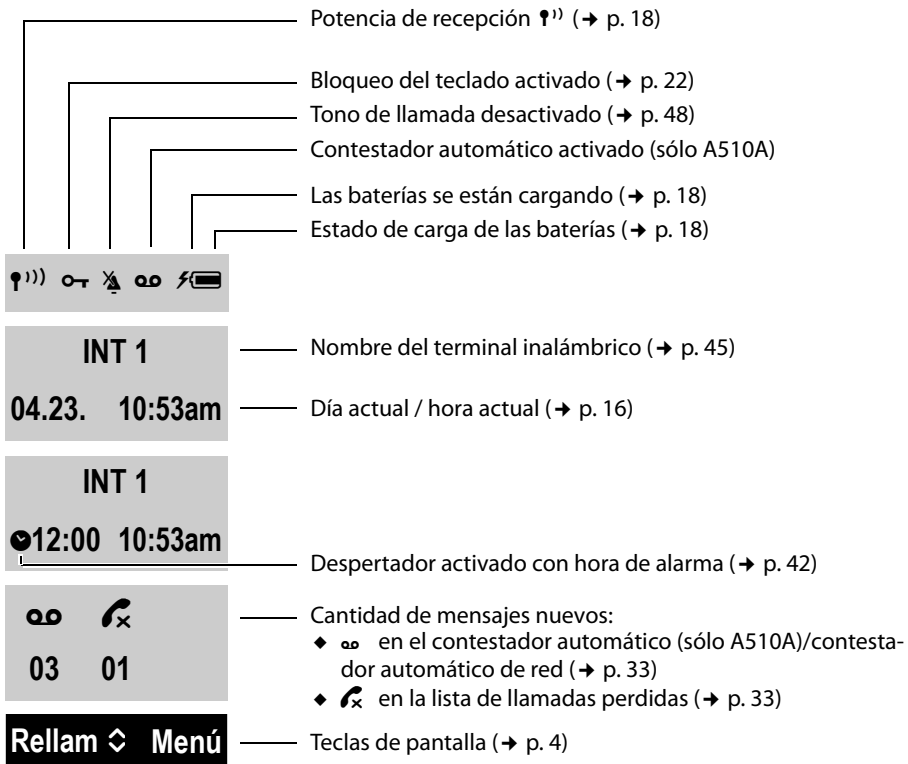 Potencia de recepción (➔ p. 18)
Bloqueo del teclado activado (➔ p. 22)
Tono de llamada desactivado (➔ p. 48)
Contestador automático activado (sólo A510A)
Las baterías se están cargando (➔ p. 18)
Estado de carga de las baterías (➔ p. 18)
INT 1
Nombre del terminal inalámbrico (➔ p. 45)
04.23. 10:53am
Día actual / hora actual (➔ p. 16)
INT 1
12:00 10:53am
Despertador activado con hora de alarma (➔ p. 42)
Cantidad de mensajes nuevos:
◆ en el contestador automático (sólo A510A)/contesta-
dor automático de red (➔ p. 33)
03 01
◆ en la lista de llamadas perdidas (➔ p. 33)
Rellam Menú
Teclas de pantalla (➔ p. 4)